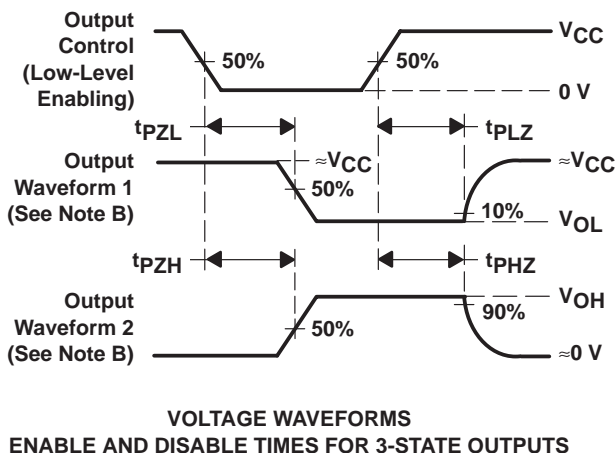 Output
Control
(Low-Level
Enabling)
50%
50%
VCC
0 V
tPZL
tPLZ
Output
Waveform 1
(See Note B)
≈VCC
50%
≈VCC
10%
VOL
tPZH
tPHZ
Output
Waveform 2
(See Note B)
50%
VOH
90%
≈0 V
VOLTAGE WAVEFORMS
ENABLE AND DISABLE TIMES FOR 3-STATE OUTPUTS